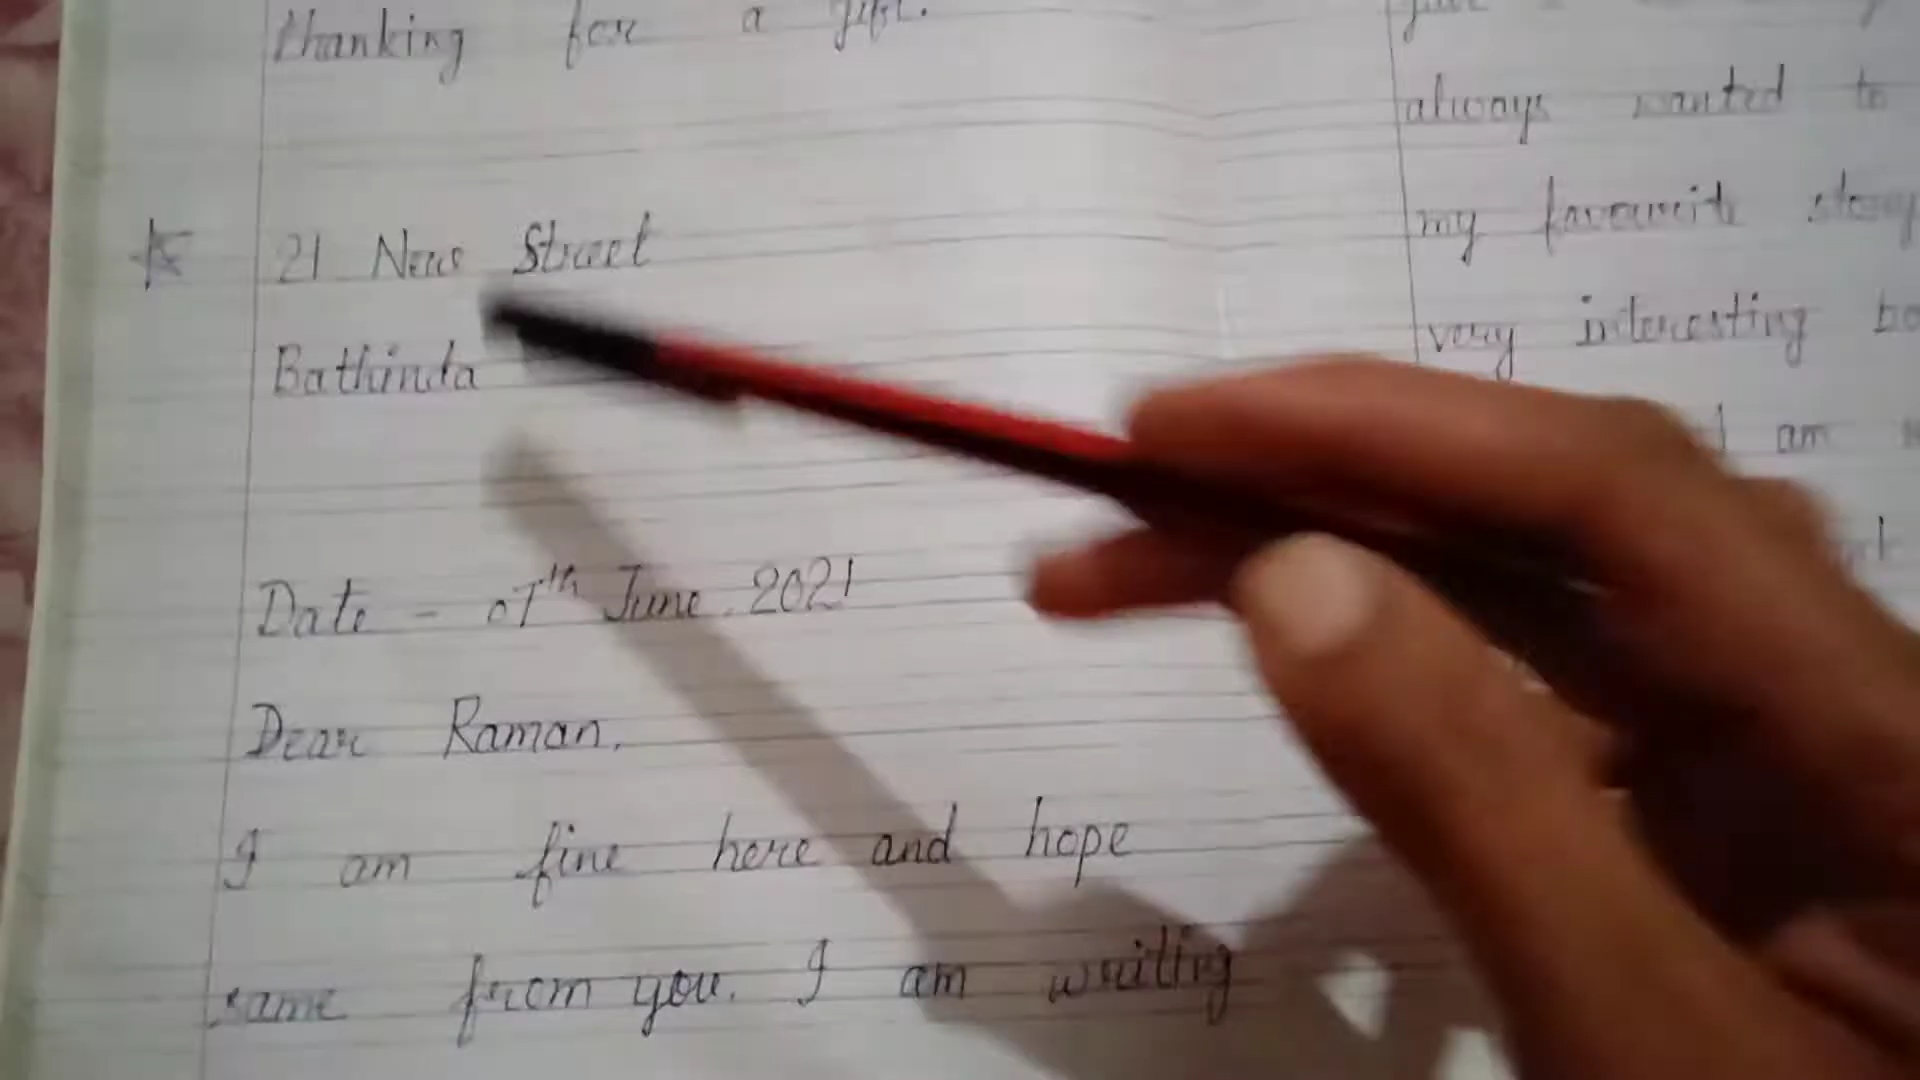 thanking for a gift.
21 New Street
Bathinda
Date - 07th June 2021
Dear Raman,
I am fine here and hope
same from you. I am writing
always wanted to
my favourite story
very interesting
I am